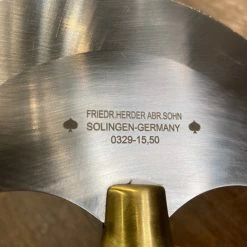 FRIEDR.HERDER ABR.SOHN
SOLINGEN-GERMANY
0329-15,50